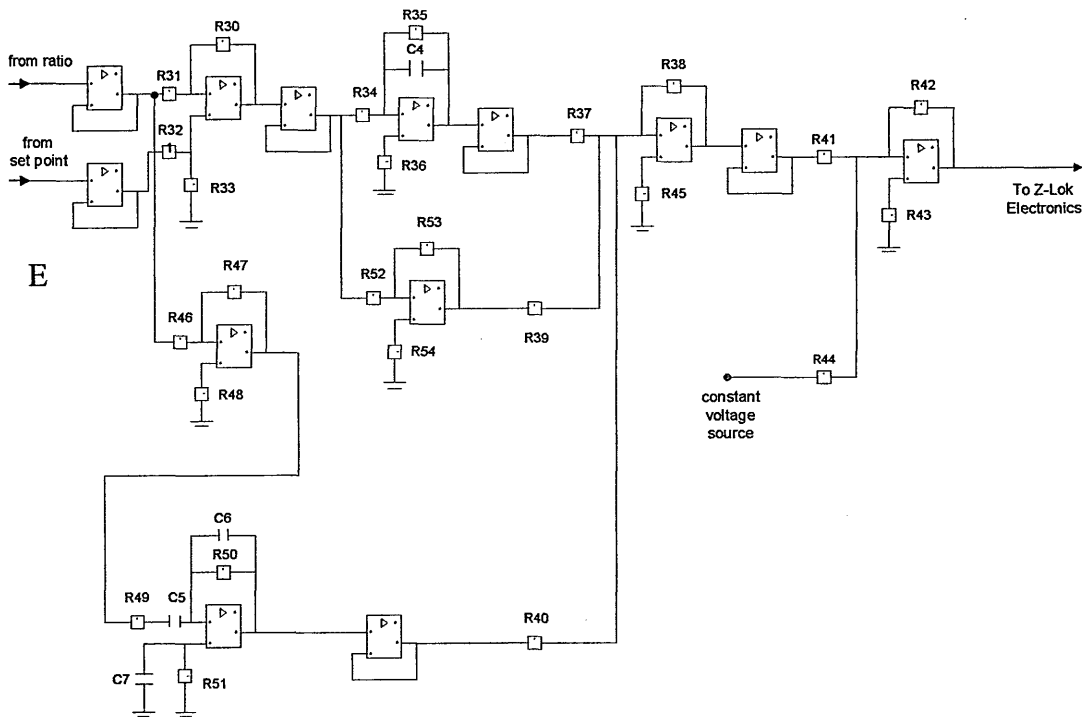 from ratio
from
set point
E
R30
R31
R32
R33
R35
C4
R34
R36
R37
R38
R45
R41
R42
R43
To Z-Lok
Electronics
R53
R52
R54
R39
R44
constant
voltage
source
R47
R46
R48
C6
R50
R49
C5
C7
R51
R40